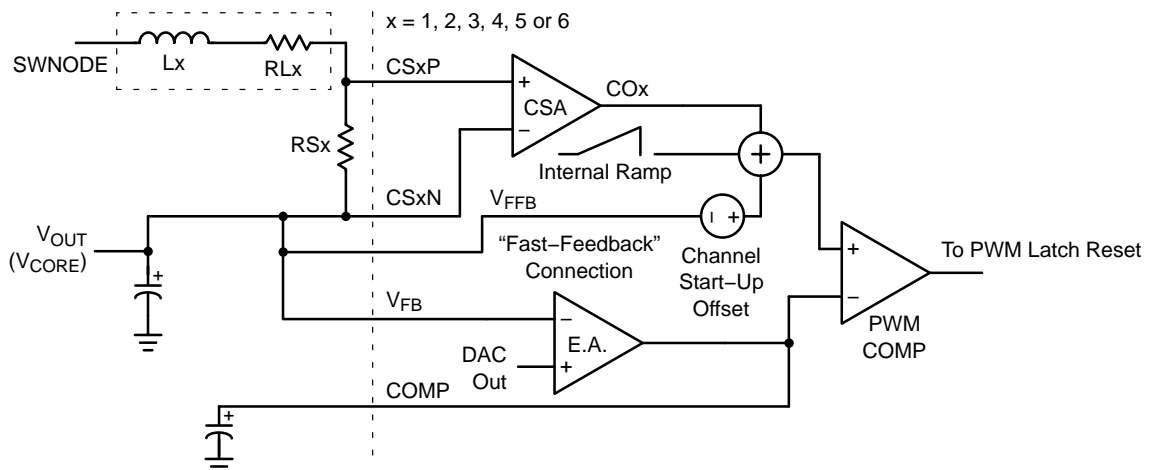 x = 1, 2, 3, 4, 5 or 6
SWNODE
Lx
RLx
CSxP
+
CSA
−
COx
RSx
Internal Ramp
+
CSxN
VFFB
− +
VOUT
(VCORE)
+
“Fast−Feedback”
Connection
Channel
Start−Up
Offset
+
−
To PWM Latch Reset
PWM
COMP
VFB
−
E.A.
+
DAC
Out
COMP
+